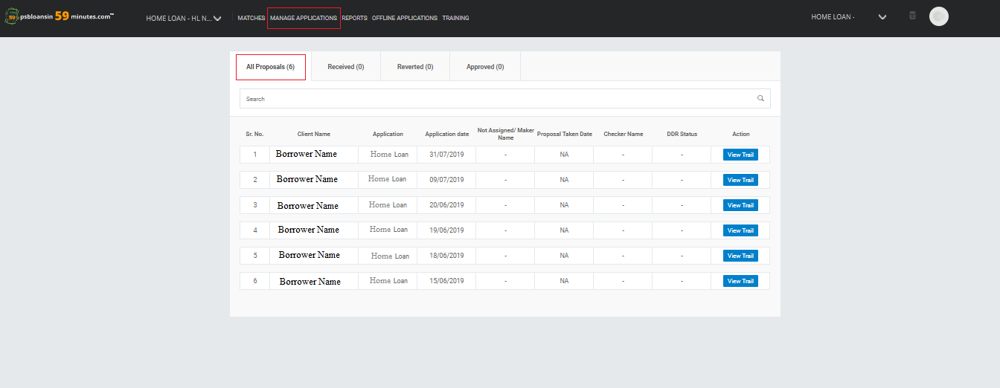 psbloansin 59 minutes.com™ HOME LOAN - HL N... MATCHES MANAGE APPLICATIONS REPORTS OFFLINE APPLICATIONS TRAINING HOME LOAN -
All Proposals (6) Received (0) Reverted (0) Approved (0)
Search
Sr. No. Client Name Application Application date Not Assigned/ Maker Name Proposal Taken Date Checker Name DDR Status Action
1 Borrower Name Home Loan 31/07/2019 - NA - - View Trail
2 Borrower Name Home Loan 09/07/2019 - NA - - View Trail
3 Borrower Name Home Loan 20/06/2019 - NA - - View Trail
4 Borrower Name Home Loan 19/06/2019 - NA - - View Trail
5 Borrower Name Home Loan 18/06/2019 - NA - - View Trail
6 Borrower Name Home Loan 15/06/2019 - NA - - View Trail